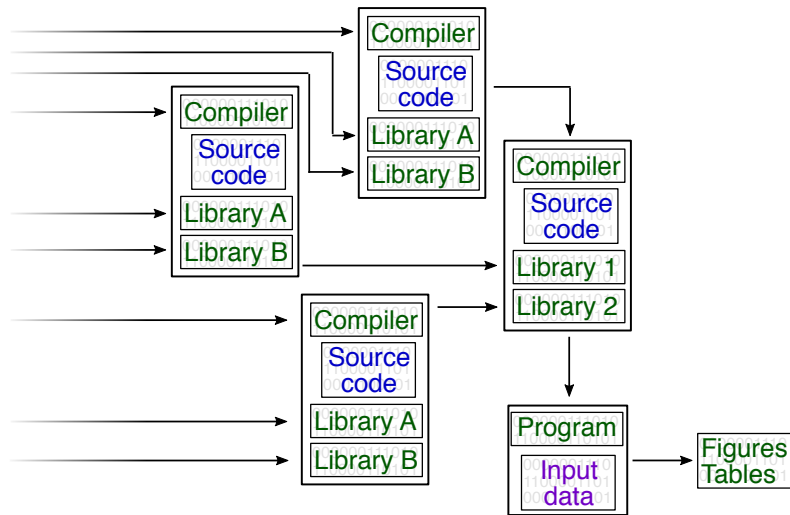 Compiler
Source
code
Library A
Library B
Compiler
Source
code
Library A
Library B
Compiler
Source
code
Library 1
Library 2
Compiler
Source
code
Library A
Library B
Program
Input
data
Figures
Tables